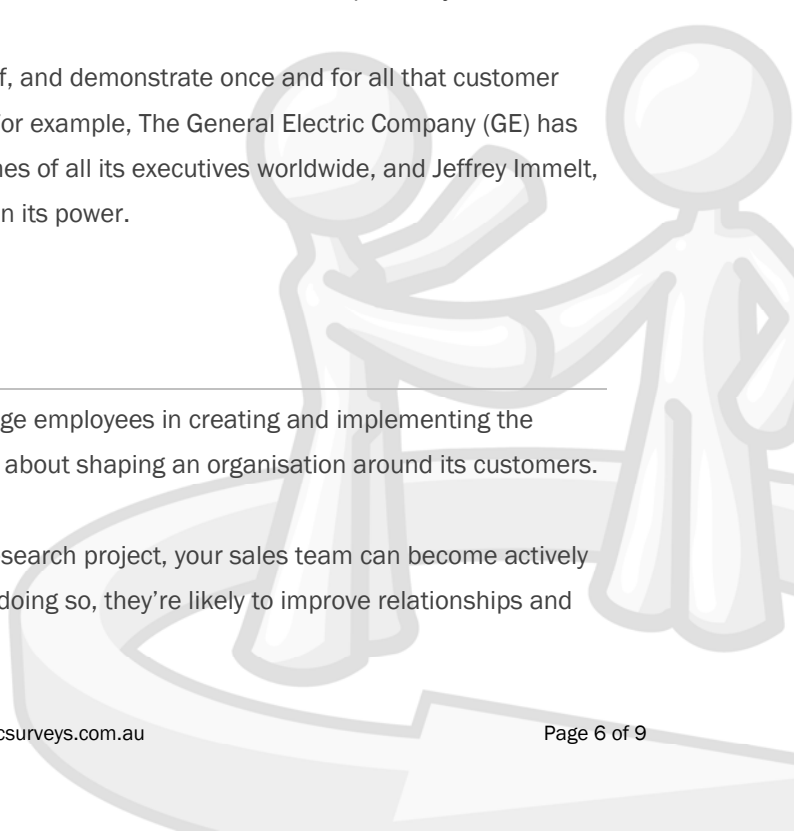 f, and demonstrate once and for all that customer
or example, The General Electric Company (GE) has
nes of all its executives worldwide, and Jeffrey Immelt,
n its power.
ge employees in creating and implementing the
about shaping an organisation around its customers.
search project, your sales team can become actively
doing so, they're likely to improve relationships and
csurveys.com.au Page 6 of 9